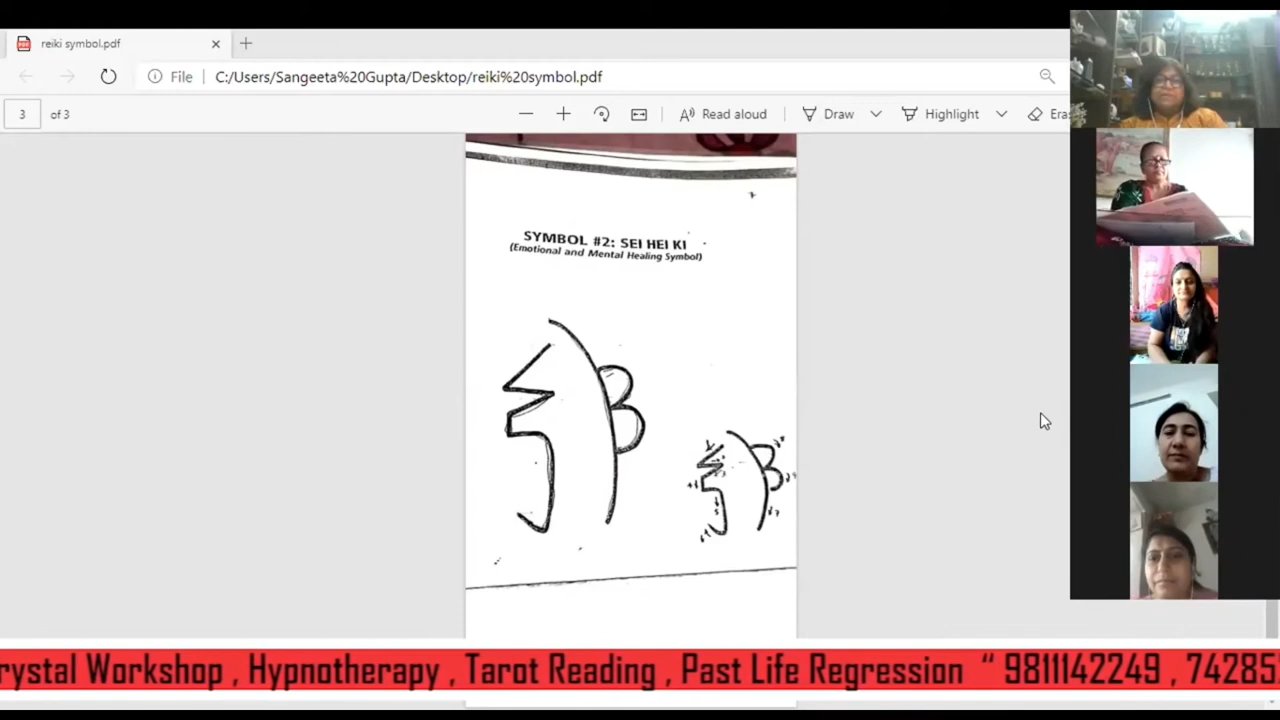 reiki symbol.pdf
File C:/Users/Sangeeta%20Gupta/Desktop/reiki%20symbol.pdf
3 of 3 Read aloud Draw Highlight Era
SYMBOL #2: SEI HEI KI
(Emotional and Mental Healing Symbol)
rystal Workshop , Hypnotherapy , Tarot Reading , Past Life Regression “ 9811142249 , 74285